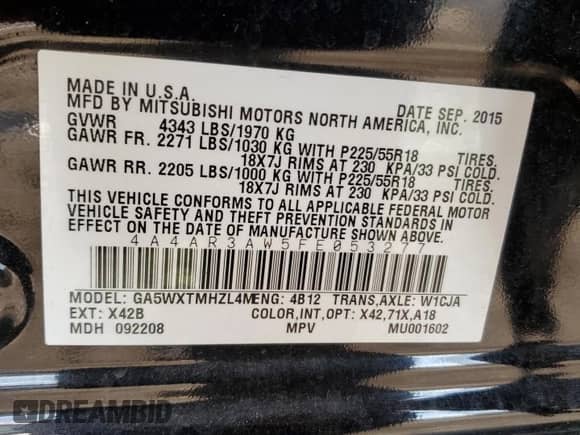 MADE IN U.S.A.
DATE SEP. 2015
MFD BY MITSUBISHI MOTORS NORTH AMERICA, INC.
GVWR 4343 LBS/1970 KG
GAWR FR. 2271 LBS/1030 KG WITH P225/55R18 TIRES.
18X7J RIMS AT 230 KPA/33 PSI COLD.
GAWR RR. 2205 LBS/1000 KG WITH P225/55R18 TIRES.
18X7J RIMS AT 230 KPA/33 PSI COLD.
THIS VEHICLE CONFORMS TO ALL APPLICABLE FEDERAL MOTOR
VEHICLE SAFETY AND THEFT PREVENTION STANDARDS IN
EFFECT ON THE DATE OF MANUFACTURE SHOWN ABOVE.
4A4AR3AW5FE053277
MODEL: GA5WXTMHZL4M ENG: 4B12 TRANS,AXLE: W1CJA
EXT: X42B COLOR,INT,OPT: X42,71X,A18
MDH 092208 MPV MU001602
DREAMBID